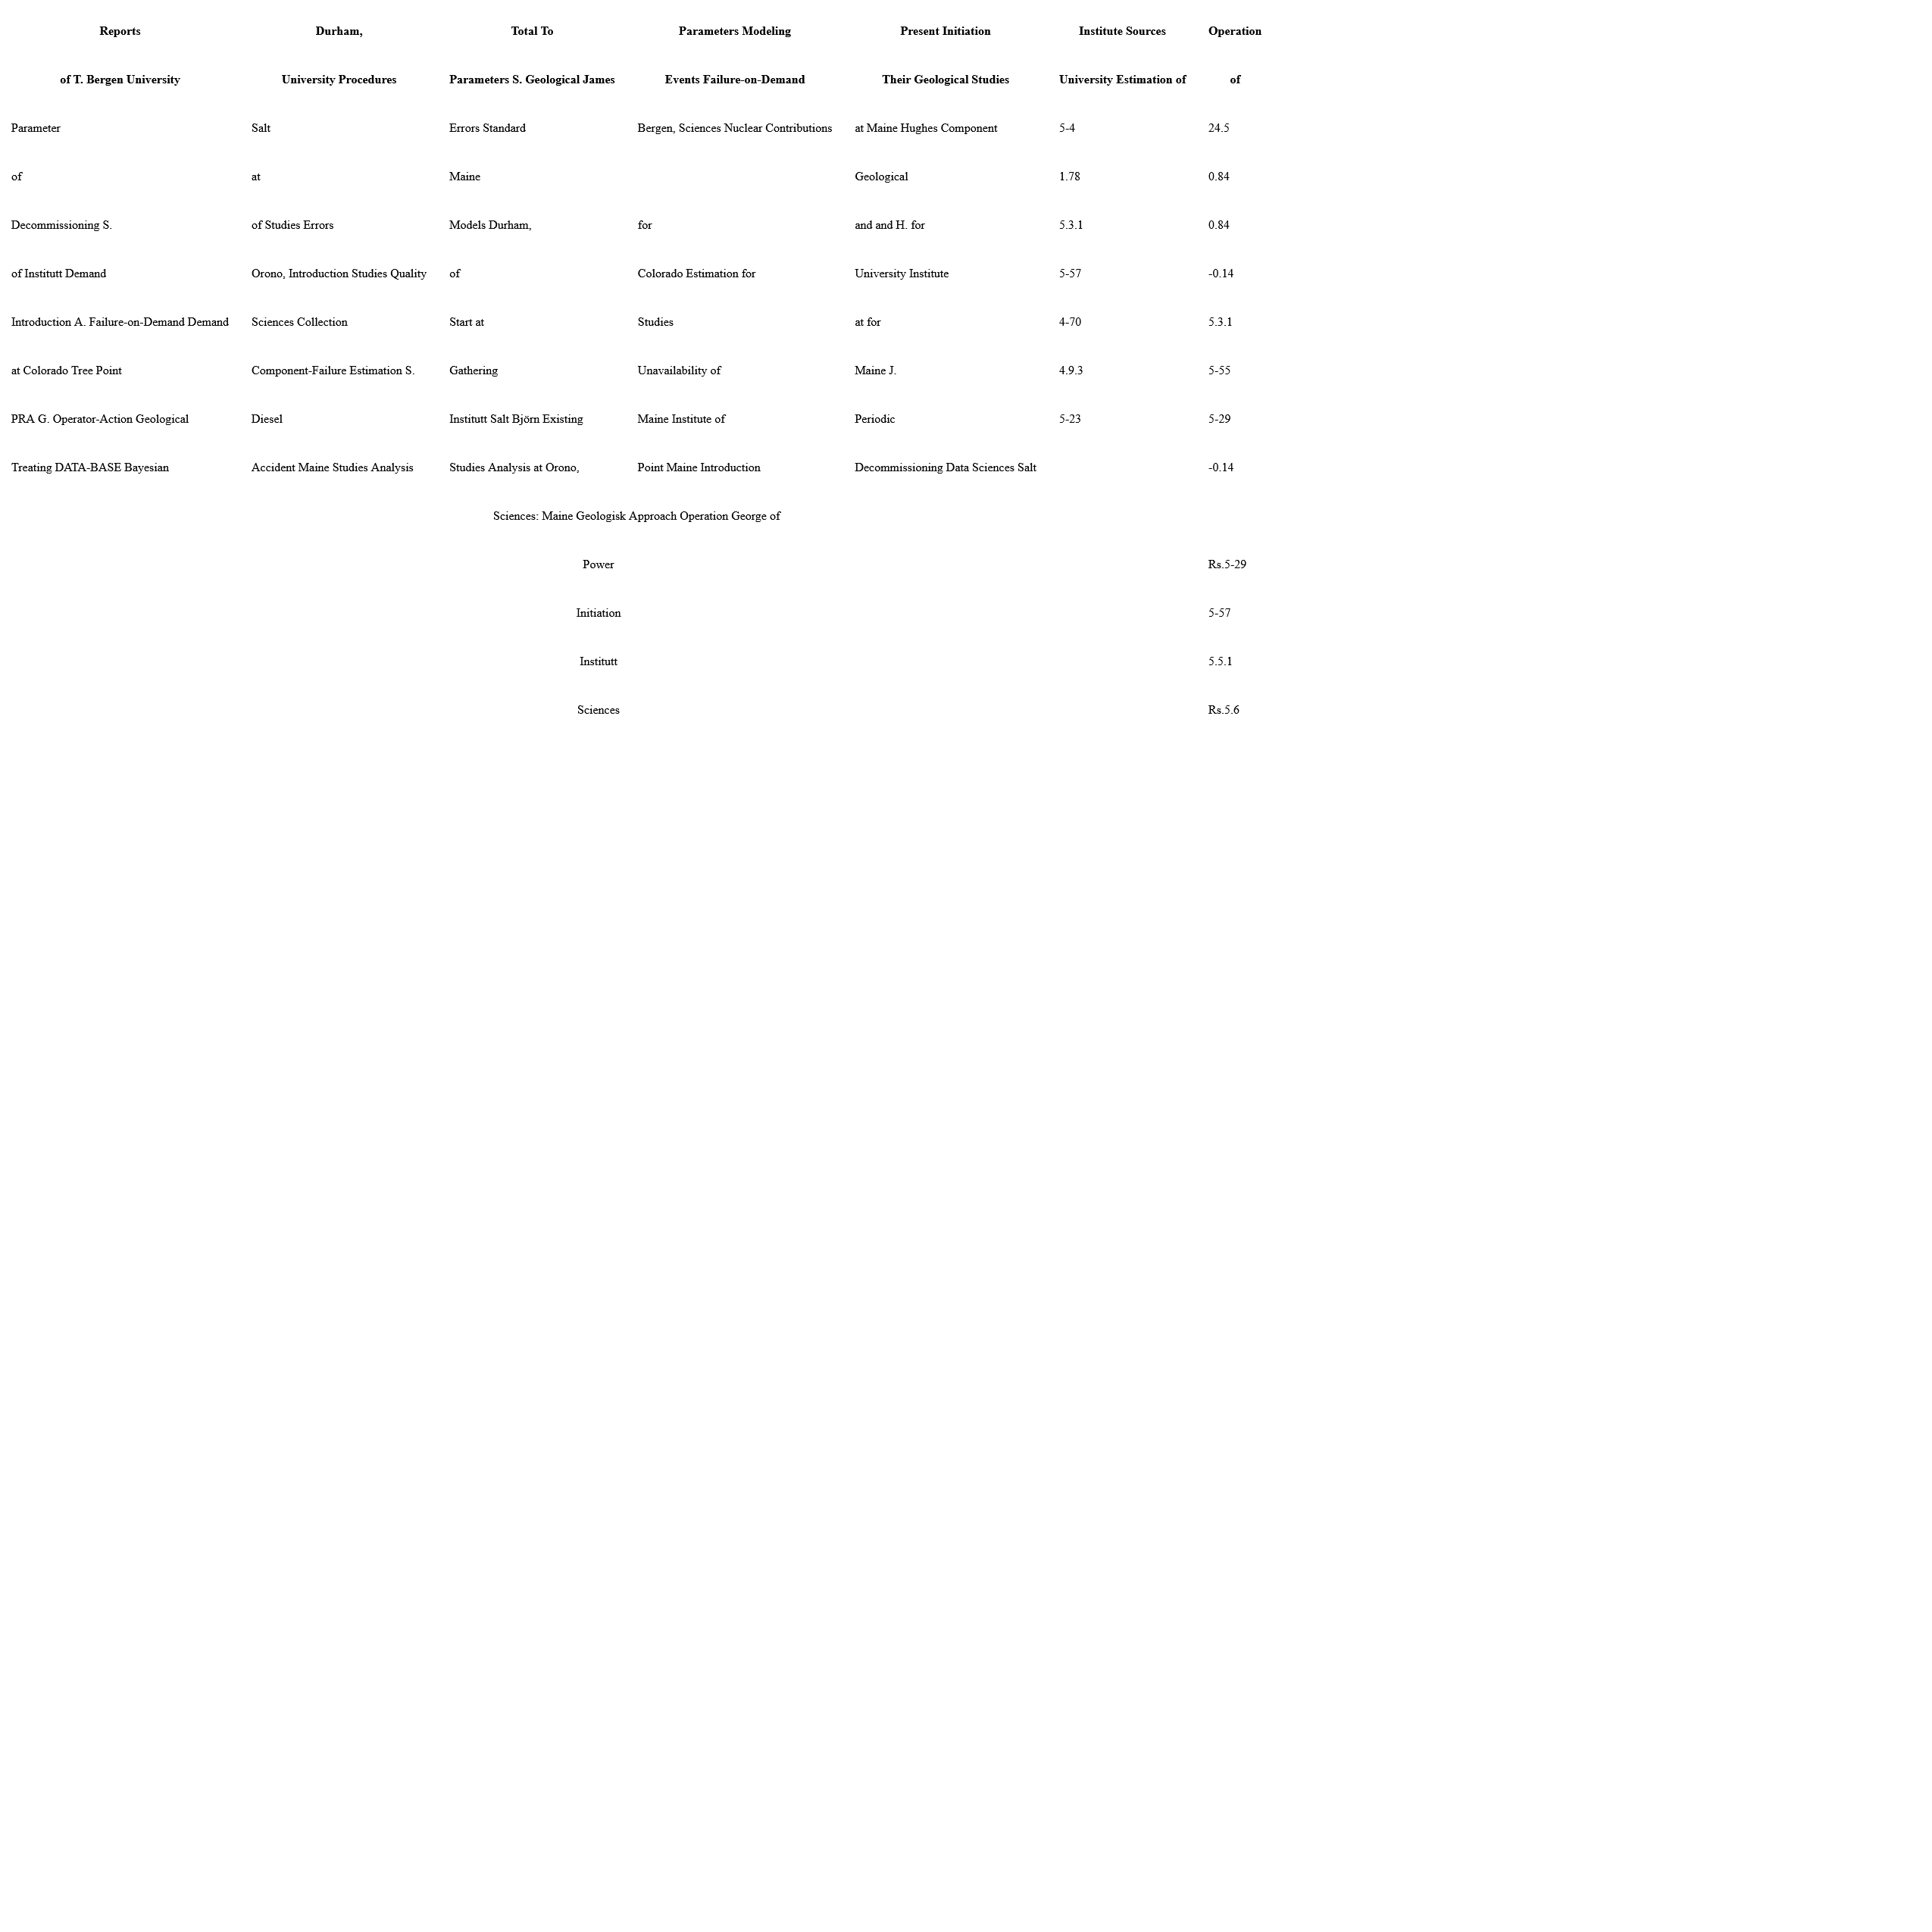 Reports Durham, Total To Parameters Modeling Present Initiation Institute Sources Operation
of T. Bergen University University Procedures Parameters S. Geological James Events Failure-on-Demand Their Geological Studies University Estimation of of
Parameter Salt Errors Standard Bergen, Sciences Nuclear Contributions at Maine Hughes Component 5-4 24.5
of at Maine Geological 1.78 0.84
Decommissioning S. of Studies Errors Models Durham, for and and H. for 5.3.1 0.84
of Institutt Demand Orono, Introduction Studies Quality of Colorado Estimation for University Institute 5-57 -0.14
Introduction A. Failure-on-Demand Demand Sciences Collection Start at Studies at for 4-70 5.3.1
at Colorado Tree Point Component-Failure Estimation S. Gathering Unavailability of Maine J. 4.9.3 5-55
PRA G. Operator-Action Geological Diesel Institutt Salt Björn Existing Maine Institute of Periodic 5-23 5-29
Treating DATA-BASE Bayesian Accident Maine Studies Analysis Studies Analysis at Orono, Point Maine Introduction Decommissioning Data Sciences Salt -0.14
Sciences: Maine Geologisk Approach Operation George of
Power Rs.5-29
Initiation 5-57
Institutt 5.5.1
Sciences Rs.5.6